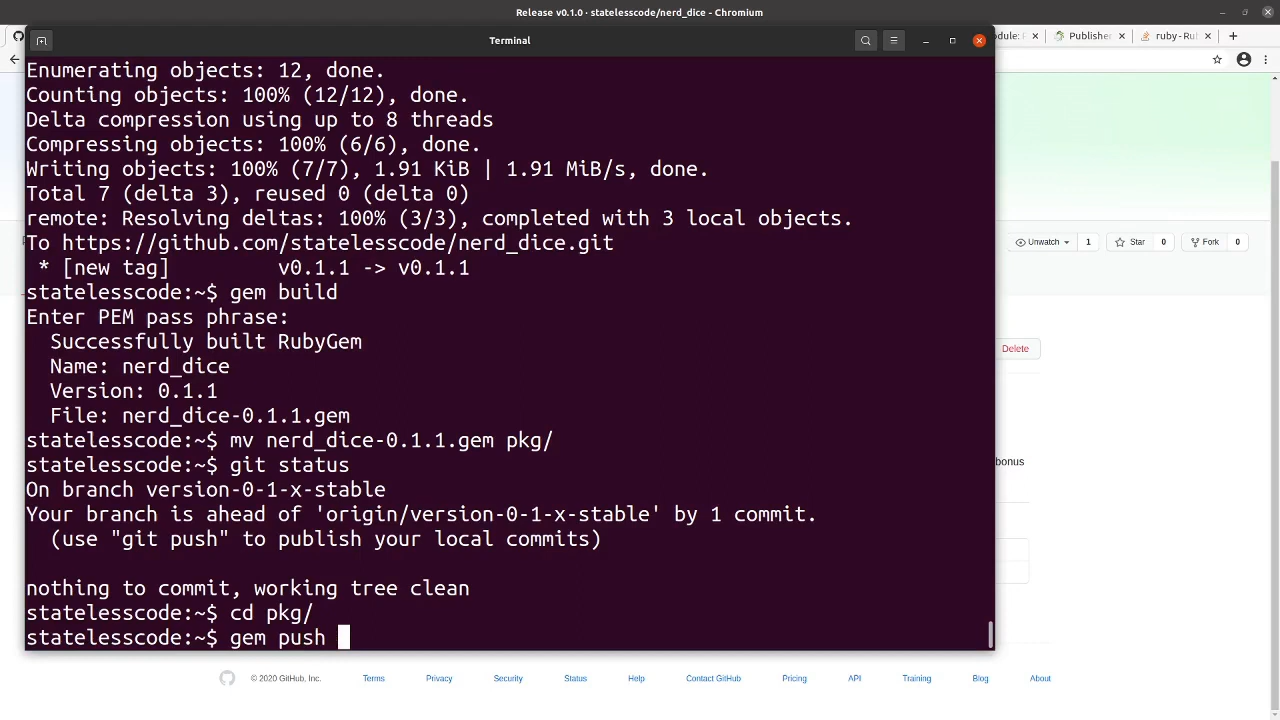 Release v0.1.0 · statelesscode/nerd_dice - Chromium
Terminal
dule:
Publisher
ruby - Ru
Enumerating objects: 12, done.
Counting objects: 100% (12/12), done.
Delta compression using up to 8 threads
Compressing objects: 100% (6/6), done.
Writing objects: 100% (7/7), 1.91 KiB | 1.91 MiB/s, done.
Total 7 (delta 3), reused 0 (delta 0)
remote: Resolving deltas: 100% (3/3), completed with 3 local objects.
To https://github.com/statelesscode/nerd_dice.git
 * [new tag]         v0.1.1 -> v0.1.1
statelesscode:~$ gem build
Enter PEM pass phrase:
  Successfully built RubyGem
  Name: nerd_dice
  Version: 0.1.1
  File: nerd_dice-0.1.1.gem
statelesscode:~$ mv nerd_dice-0.1.1.gem pkg/
statelesscode:~$ git status
On branch version-0-1-x-stable
Your branch is ahead of 'origin/version-0-1-x-stable' by 1 commit.
  (use "git push" to publish your local commits)
nothing to commit, working tree clean
statelesscode:~$ cd pkg/
statelesscode:~$ gem push
Unwatch 1 Star 0 Fork 0
Delete
bonus
© 2020 GitHub, Inc. Terms Privacy Security Status Help Contact GitHub Pricing API Training Blog About